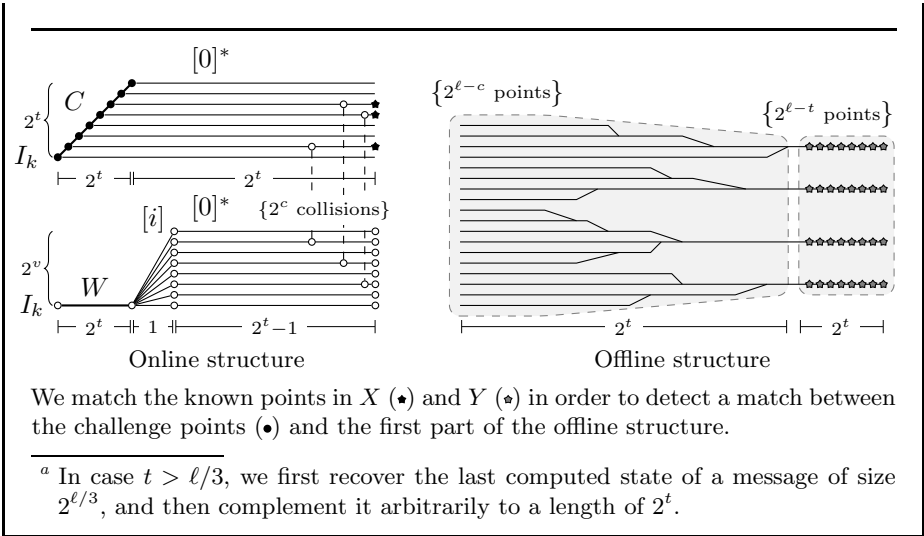 [0]*
C
2^t
I_k
2^t
2^t
[0]*
{2^c collisions}
[i]
2^v
W
I_k
2^t
1
2^t−1
Online structure
{2^{ℓ−c} points}
{2^{ℓ−t} points}
2^t
2^t
Offline structure
We match the known points in X (★) and Y (☆) in order to detect a match between
the challenge points (•) and the first part of the offline structure.
^a In case t > ℓ/3, we first recover the last computed state of a message of size
2^{ℓ/3}, and then complement it arbitrarily to a length of 2^t.